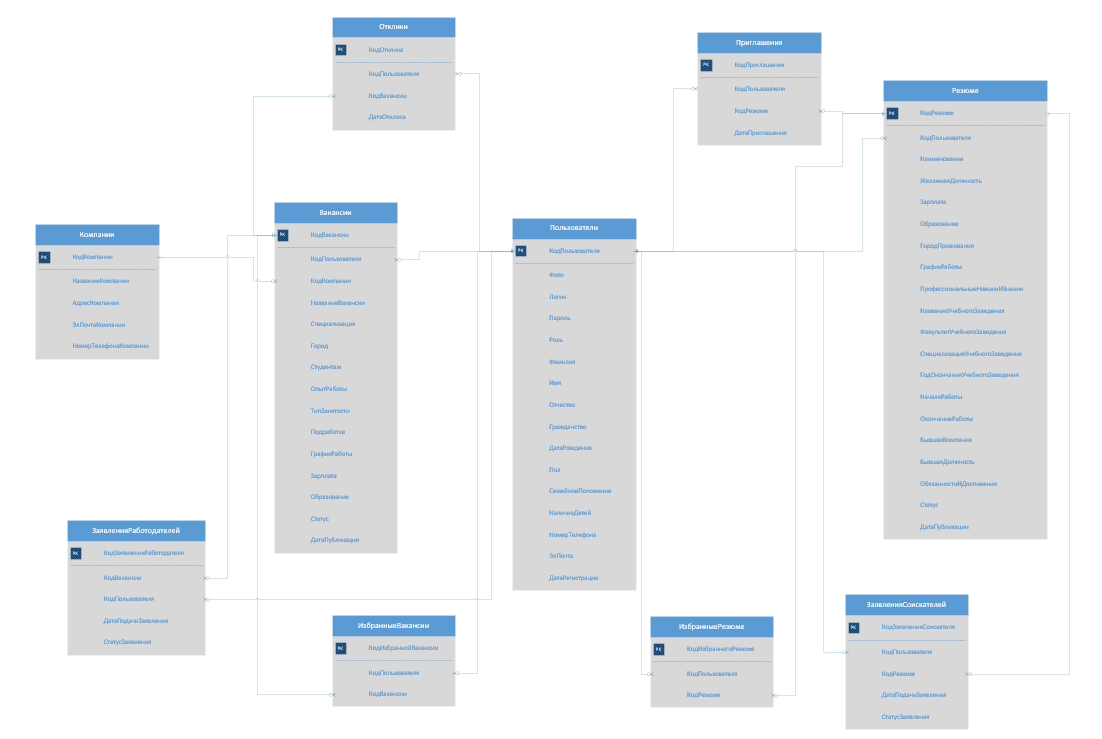 Отклики
PK
КодОтклика
КодПользователя
КодВакансии
ДатаОтклика
Приглашения
PK
КодПриглашения
КодПользователя
КодРезюме
ДатаПриглашения
Резюме
PK
КодРезюме
КодПользователя
Наименование
ЖелаемаяДолжность
Зарплата
Образование
ГородПроживания
ГрафикРаботы
ПрофессиональныеНавыкиИЗнания
НазваниеУчебногоЗаведения
ФакультетУчебногоЗаведения
СпециализацияУчебногоЗаведения
ГодОкончанияУчебногоЗаведения
НачалоРаботы
ОкончаниеРаботы
БывшаяКомпания
БывшаяДолжность
ОбязанностиИДостижения
Статус
ДатаПубликации
Компании
PK
КодКомпании
НазваниеКомпании
АдресКомпании
ЭлПочтаКомпании
НомерТелефонаКомпании
Вакансии
PK
КодВакансии
КодПользователя
КодКомпании
НазваниеВакансии
Специализация
Город
Студентам
ОпытРаботы
ТипЗанятости
Подработка
ГрафикРаботы
Зарплата
Образование
Статус
ДатаПубликации
Пользователи
PK
КодПользователя
Фото
Логин
Пароль
Роль
Фамилия
Имя
Отчество
Гражданство
ДатаРождения
Пол
СемейноеПоложение
НаличиеДетей
НомерТелефона
ЭлПочта
ДатаРегистрации
ЗаявленияРаботодателей
PK
КодЗаявленияРаботодателя
КодВакансии
КодПользователя
ДатаПодачиЗаявления
СтатусЗаявления
ИзбранныеВакансии
PK
КодИзбраннойВакансии
КодПользователя
КодВакансии
ИзбранныеРезюме
PK
КодИзбранногоРезюме
КодПользователя
КодРезюме
ЗаявленияСоискателей
PK
КодЗаявленияСоискателя
КодПользователя
КодРезюме
ДатаПодачиЗаявления
СтатусЗаявления